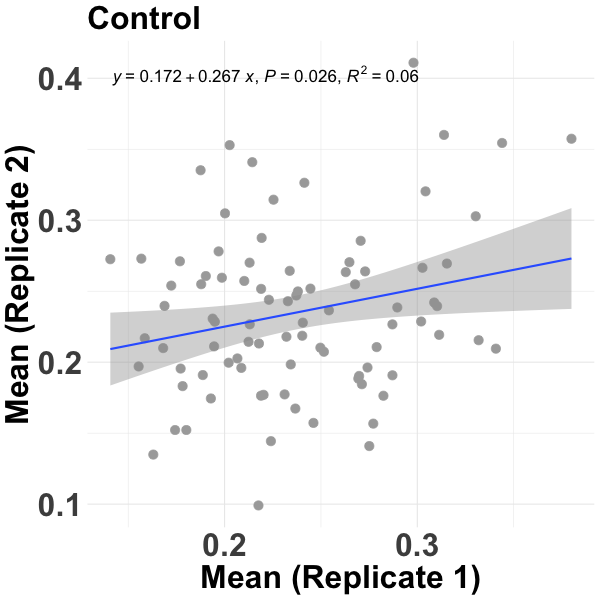 Control
y = 0.172 + 0.267 x, P = 0.026, R² = 0.06
0.4
0.3
0.2
0.1
Mean (Replicate 2)
0.2 0.3
Mean (Replicate 1)